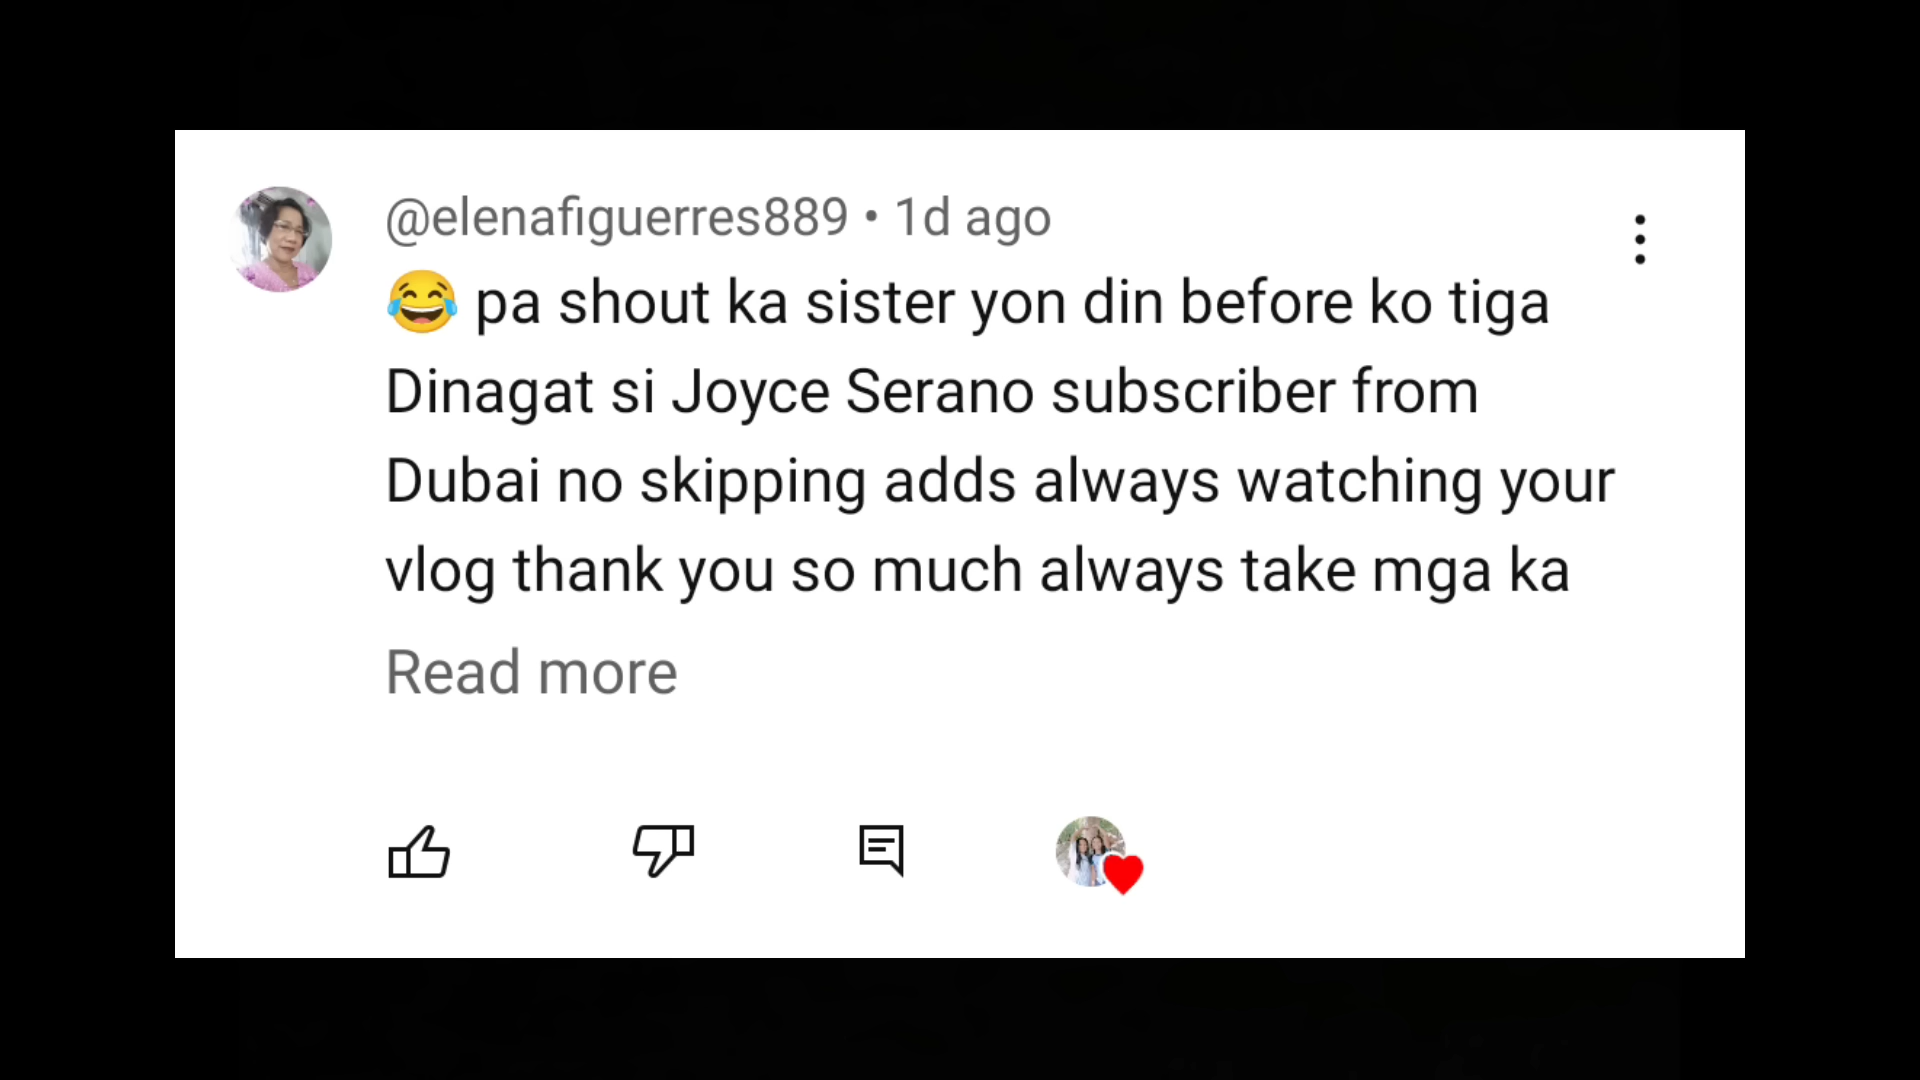 @elenafiguerres889 • 1d ago
😂 pa shout ka sister yon din before ko tiga
Dinagat si Joyce Serano subscriber from
Dubai no skipping adds always watching your
vlog thank you so much always take mga ka
Read more